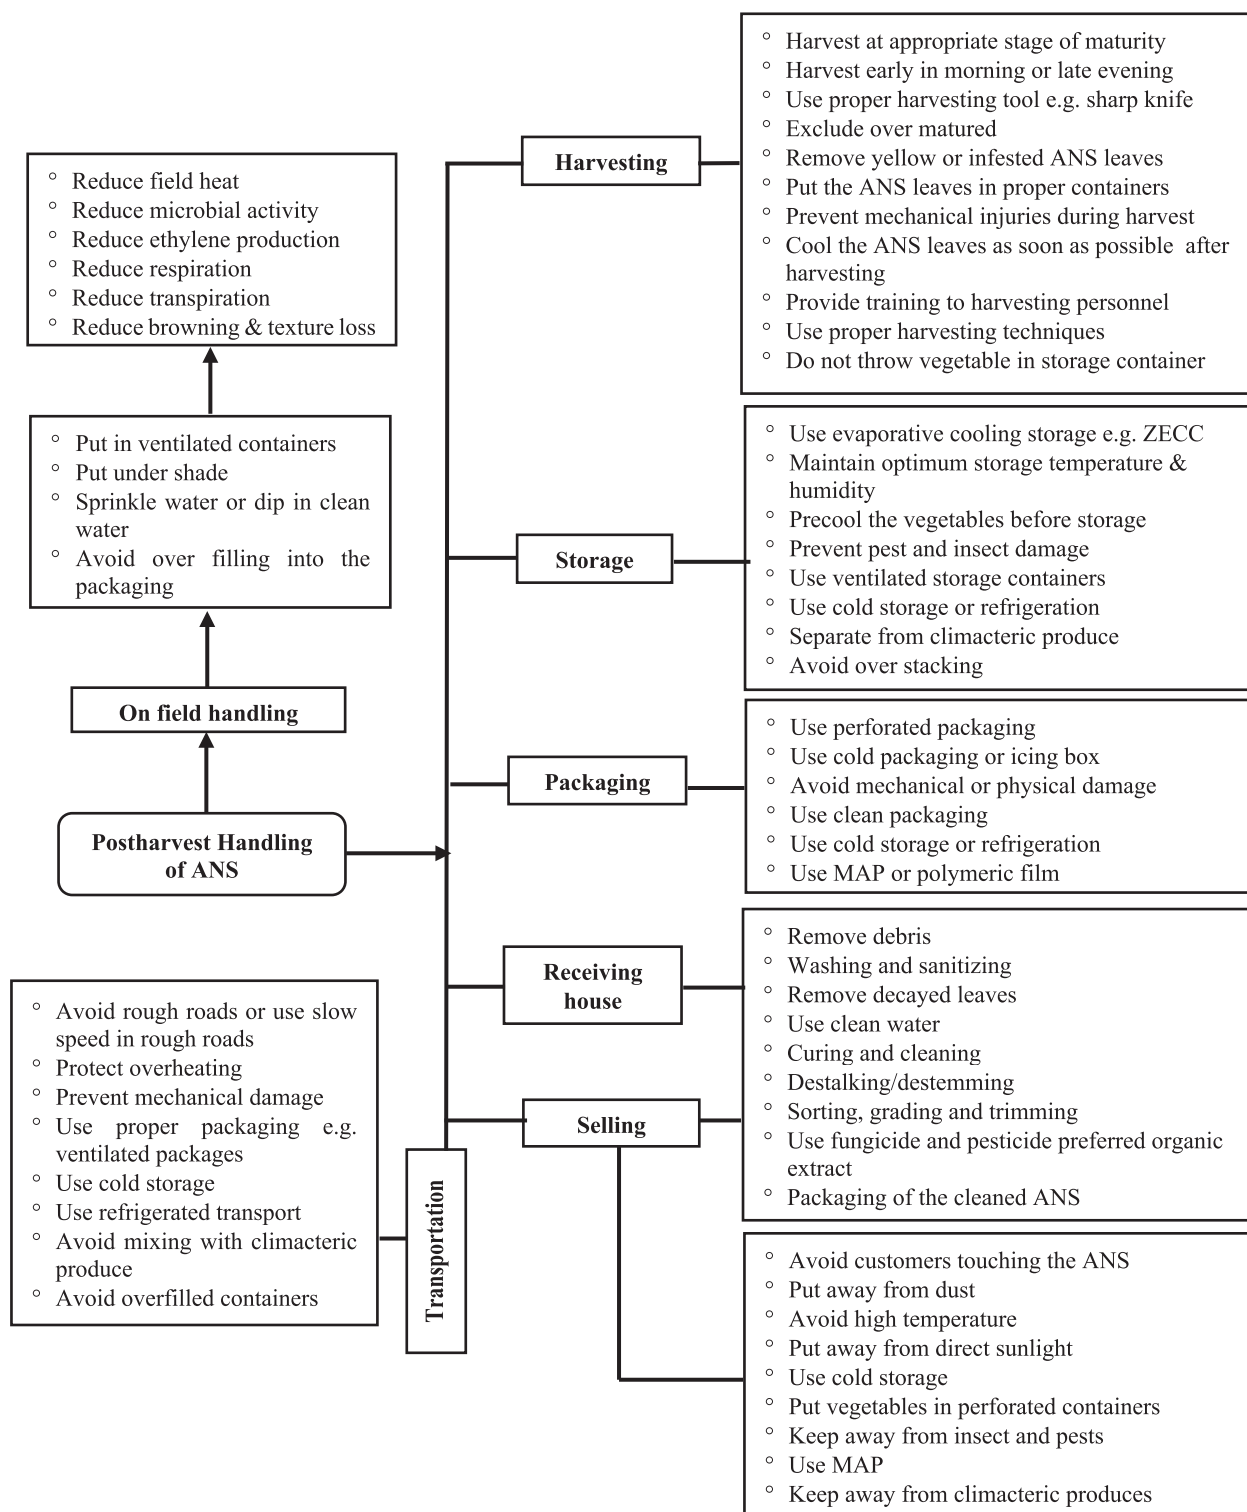 ° Harvest at appropriate stage of maturity
° Harvest early in morning or late evening
° Use proper harvesting tool e.g. sharp knife
° Exclude over matured
° Remove yellow or infested ANS leaves
° Put the ANS leaves in proper containers
° Prevent mechanical injuries during harvest
° Cool the ANS leaves as soon as possible after
harvesting
° Provide training to harvesting personnel
° Use proper harvesting techniques
° Do not throw vegetable in storage container
Harvesting
° Reduce field heat
° Reduce microbial activity
° Reduce ethylene production
° Reduce respiration
° Reduce transpiration
° Reduce browning & texture loss
° Put in ventilated containers
° Put under shade
° Sprinkle water or dip in clean
water
° Avoid over filling into the
packaging
° Use evaporative cooling storage e.g. ZECC
° Maintain optimum storage temperature &
humidity
° Precool the vegetables before storage
° Prevent pest and insect damage
° Use ventilated storage containers
° Use cold storage or refrigeration
° Separate from climacteric produce
° Avoid over stacking
Storage
On field handling
° Use perforated packaging
° Use cold packaging or icing box
° Avoid mechanical or physical damage
° Use clean packaging
° Use cold storage or refrigeration
° Use MAP or polymeric film
Packaging
Postharvest Handling
of ANS
° Remove debris
° Washing and sanitizing
° Remove decayed leaves
° Use clean water
° Curing and cleaning
° Destalking/destemming
° Sorting, grading and trimming
° Use fungicide and pesticide preferred organic
extract
° Packaging of the cleaned ANS
Receiving
house
Selling
° Avoid rough roads or use slow
speed in rough roads
° Protect overheating
° Prevent mechanical damage
° Use proper packaging e.g.
ventilated packages
° Use cold storage
° Use refrigerated transport
° Avoid mixing with climacteric
produce
° Avoid overfilled containers
Transportation
° Avoid customers touching the ANS
° Put away from dust
° Avoid high temperature
° Put away from direct sunlight
° Use cold storage
° Put vegetables in perforated containers
° Keep away from insect and pests
° Use MAP
° Keep away from climacteric produces